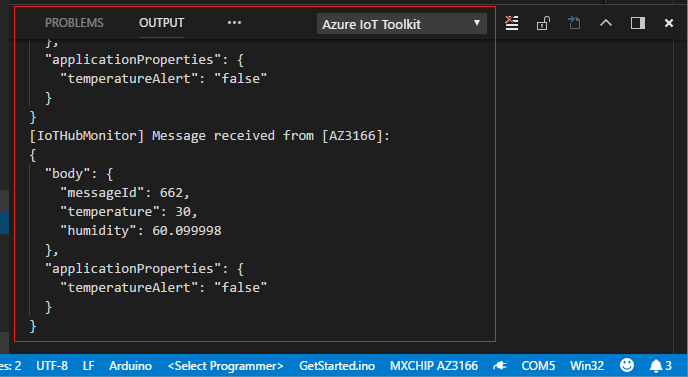 PROBLEMS OUTPUT ••• Azure IoT Toolkit
},
"applicationProperties": {
"temperatureAlert": "false"
}
}
[IoTHubMonitor] Message received from [AZ3166]:
{
"body": {
"messageId": 662,
"temperature": 30,
"humidity": 60.099998
},
"applicationProperties": {
"temperatureAlert": "false"
}
}
es: 2 UTF-8 LF Arduino <Select Programmer> GetStarted.ino MXCHIP AZ3166 COM5 Win32 3